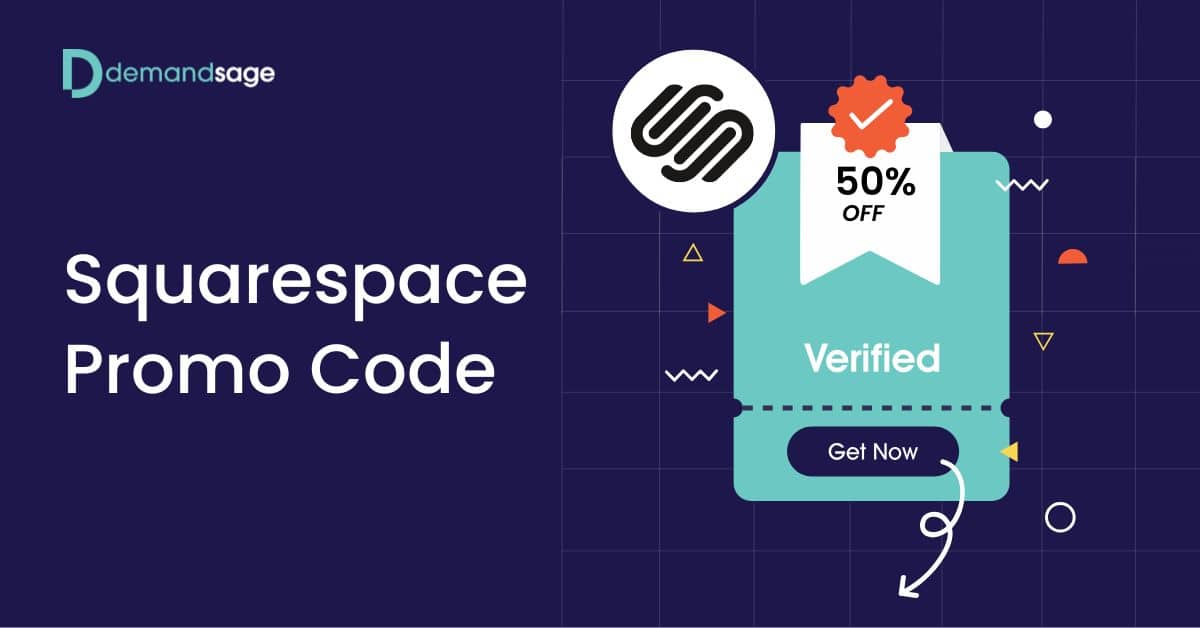 demandsage
Squarespace
Promo Code
50%
OFF
Verified
Get Now